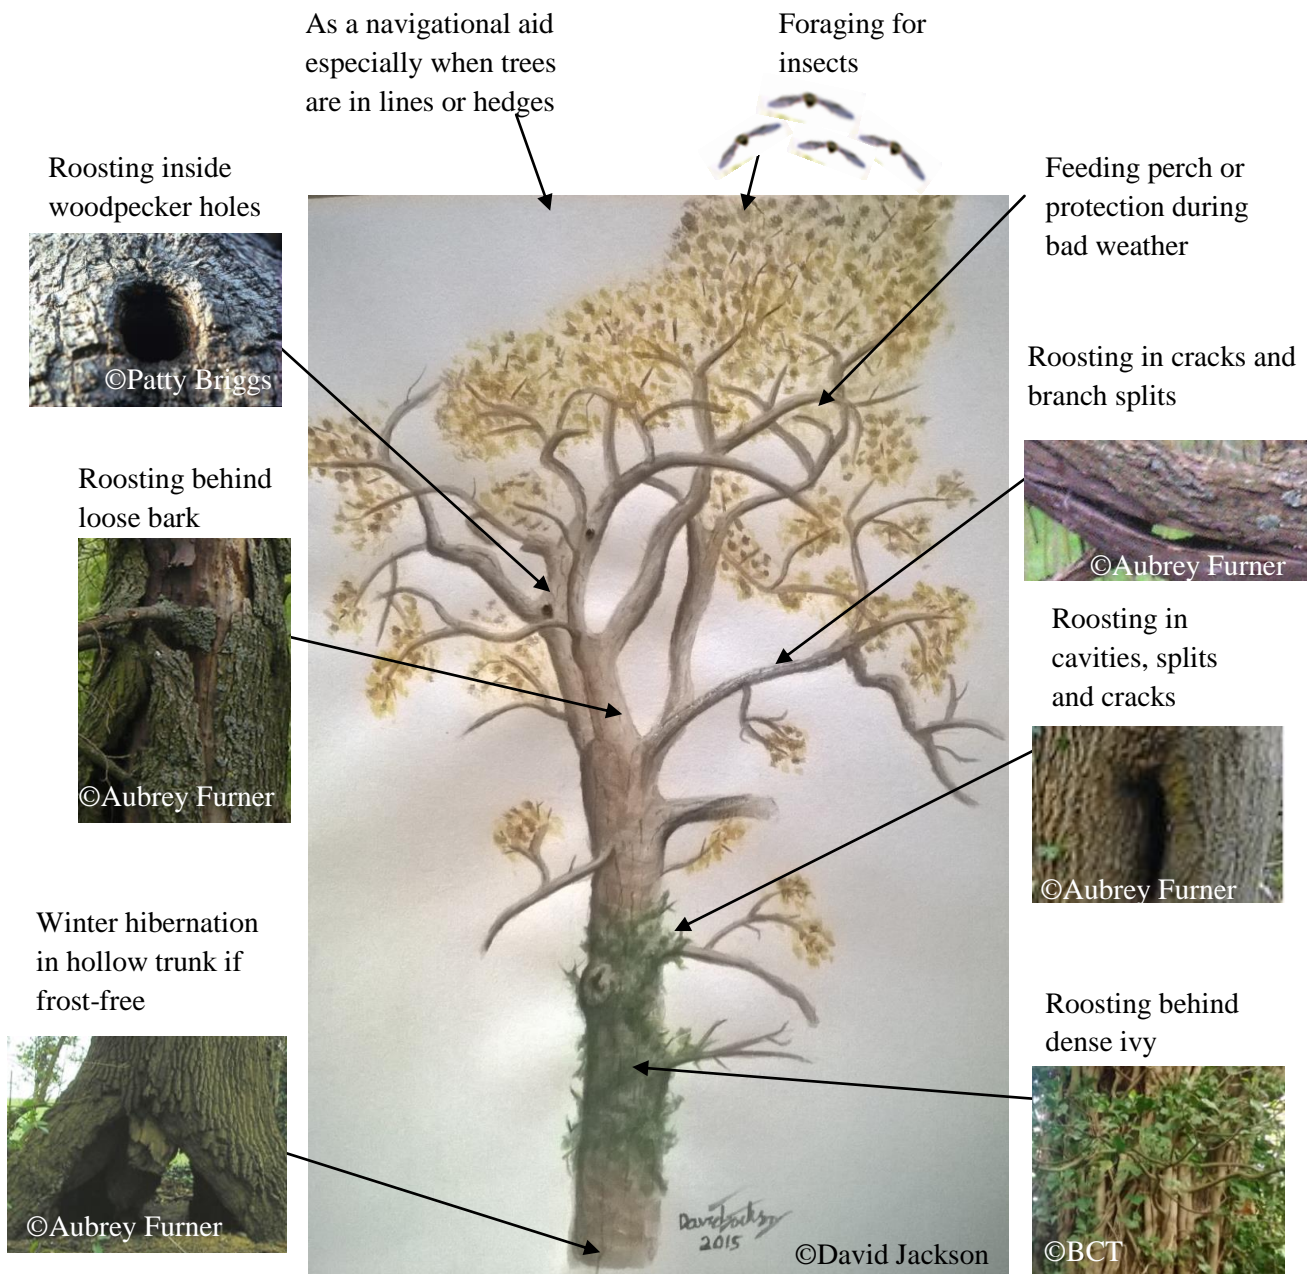 As a navigational aid
especially when trees
are in lines or hedges
Foraging for
insects
Roosting inside
woodpecker holes
©Patty Briggs
Feeding perch or
protection during
bad weather
Roosting in cracks and
branch splits
©Aubrey Furner
Roosting behind
loose bark
©Aubrey Furner
Roosting in
cavities, splits
and cracks
©Aubrey Furner
Winter hibernation
in hollow trunk if
frost-free
©Aubrey Furner
Roosting behind
dense ivy
©BCT
David Jackson
2015
©David Jackson